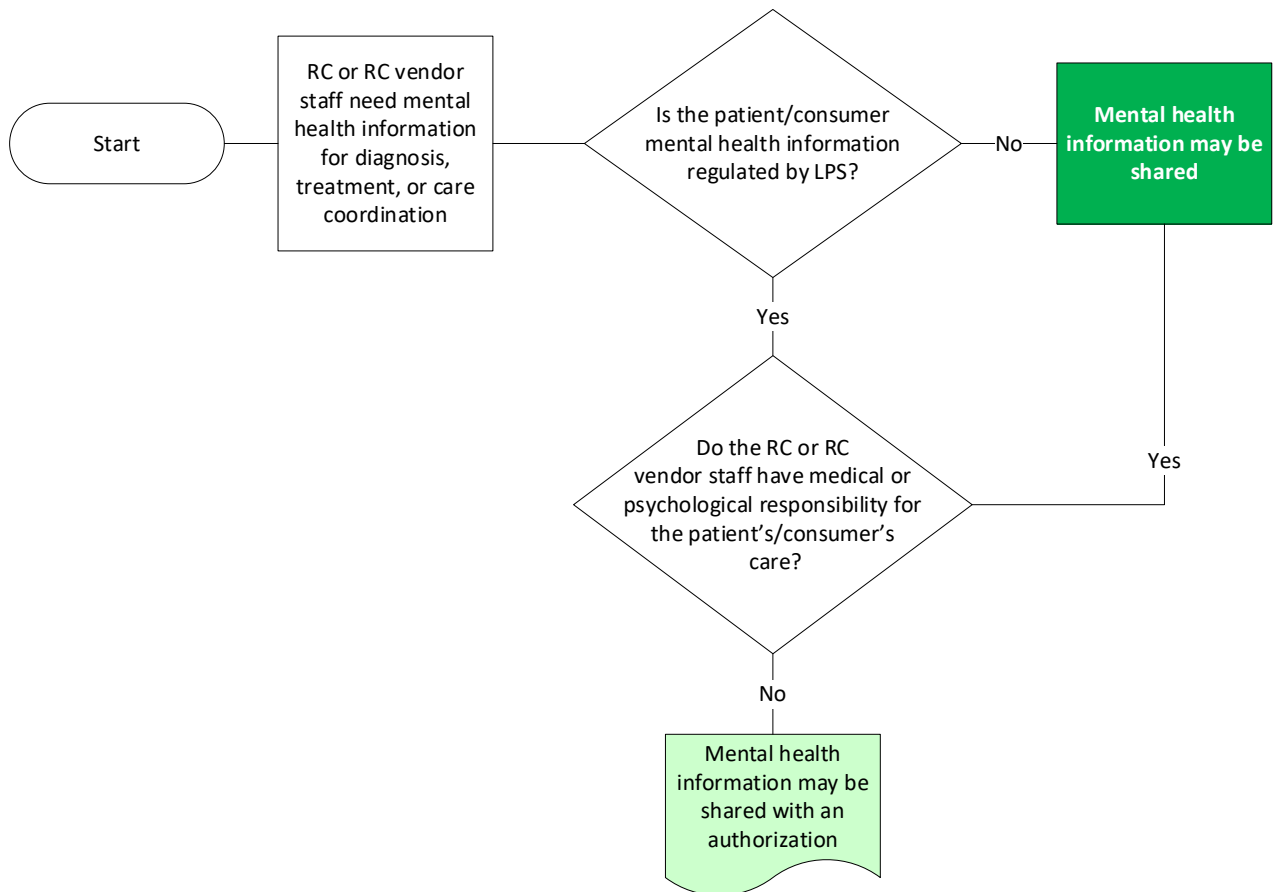 Start
RC or RC vendor
staff need mental
health information
for diagnosis,
treatment, or care
coordination
Is the patient/consumer
mental health information
regulated by LPS?
No
Mental health
information may be
shared
Yes
Do the RC or RC
vendor staff have medical or
psychological responsibility for
the patient’s/consumer’s
care?
Yes
No
Mental health
information may be
shared with an
authorization